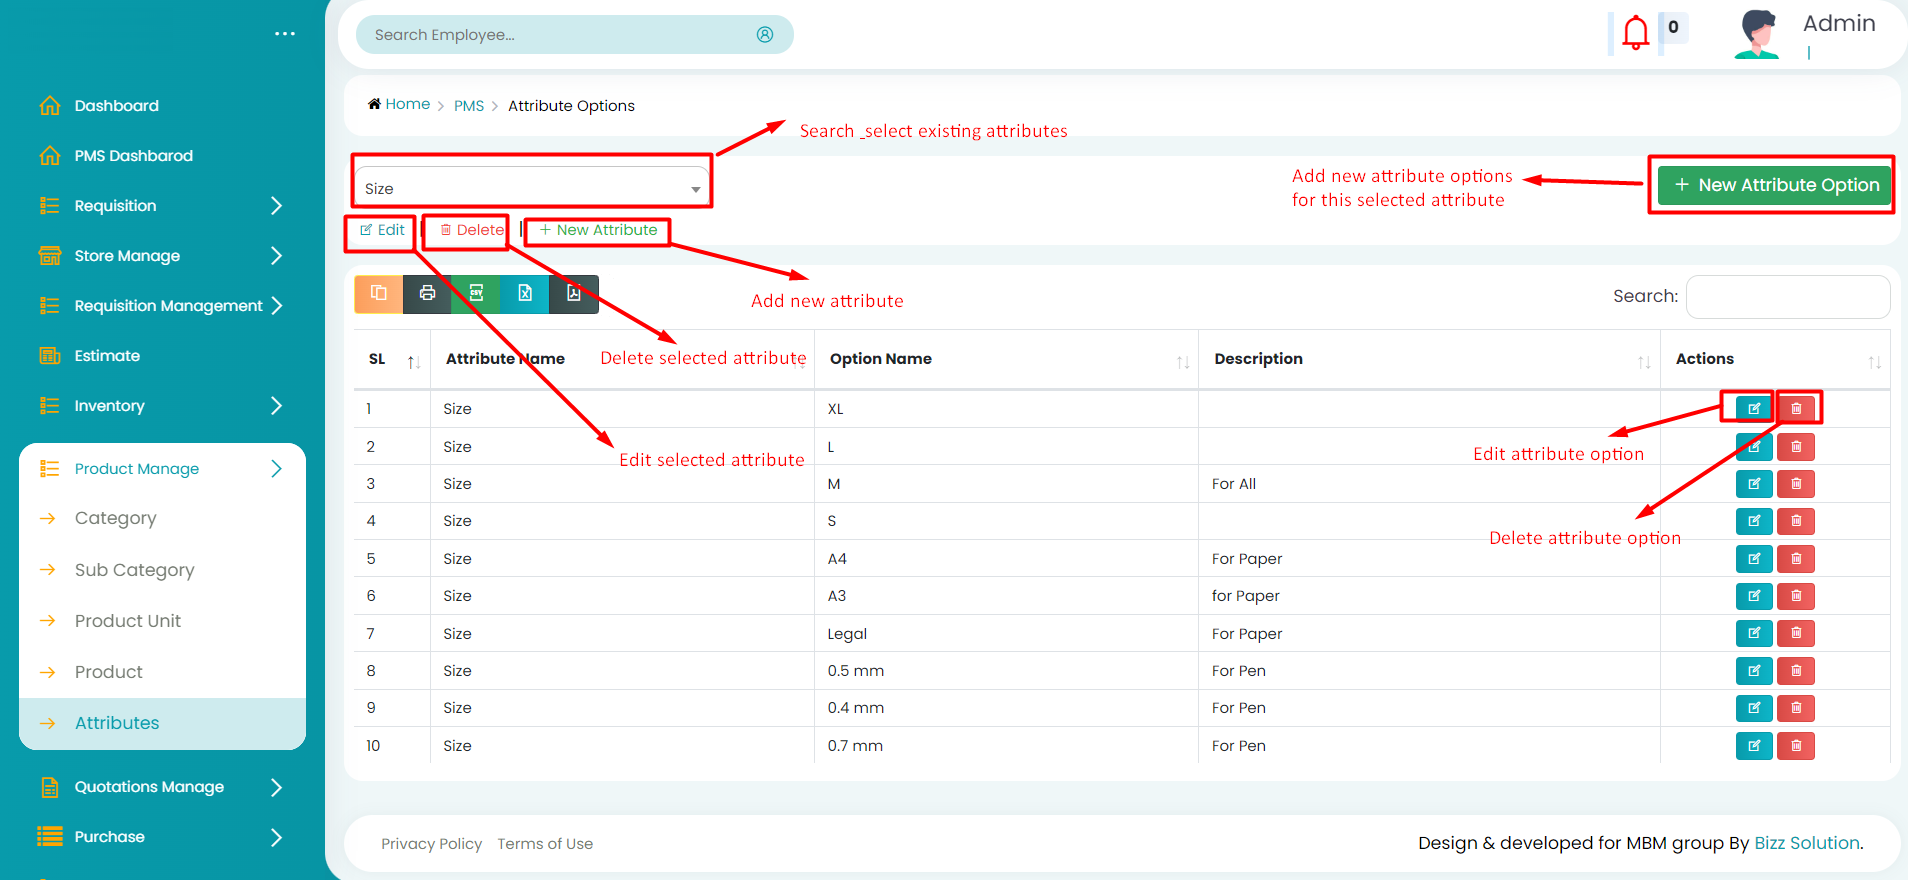 ...
Search Employee...
0
Admin
Dashboard
PMS Dashbarod
Requisition
Store Manage
Requisition Management
Estimate
Inventory
Product Manage
Category
Sub Category
Product Unit
Product
Attributes
Quotations Manage
Purchase
Home > PMS > Attribute Options
Search _select existing attributes
Size
Add new attribute options
for this selected attribute
+ New Attribute Option
Edit | Delete | + New Attribute
Add new attribute
CSV
Search:
Delete selected attribute
SL Attribute Name Option Name Description Actions
1 Size XL
2 Size L
Edit selected attribute
Edit attribute option
3 Size M For All
4 Size S
Delete attribute option
5 Size A4 For Paper
6 Size A3 for Paper
7 Size Legal For Paper
8 Size 0.5 mm For Pen
9 Size 0.4 mm For Pen
10 Size 0.7 mm For Pen
Privacy Policy Terms of Use
Design & developed for MBM group By Bizz Solution.